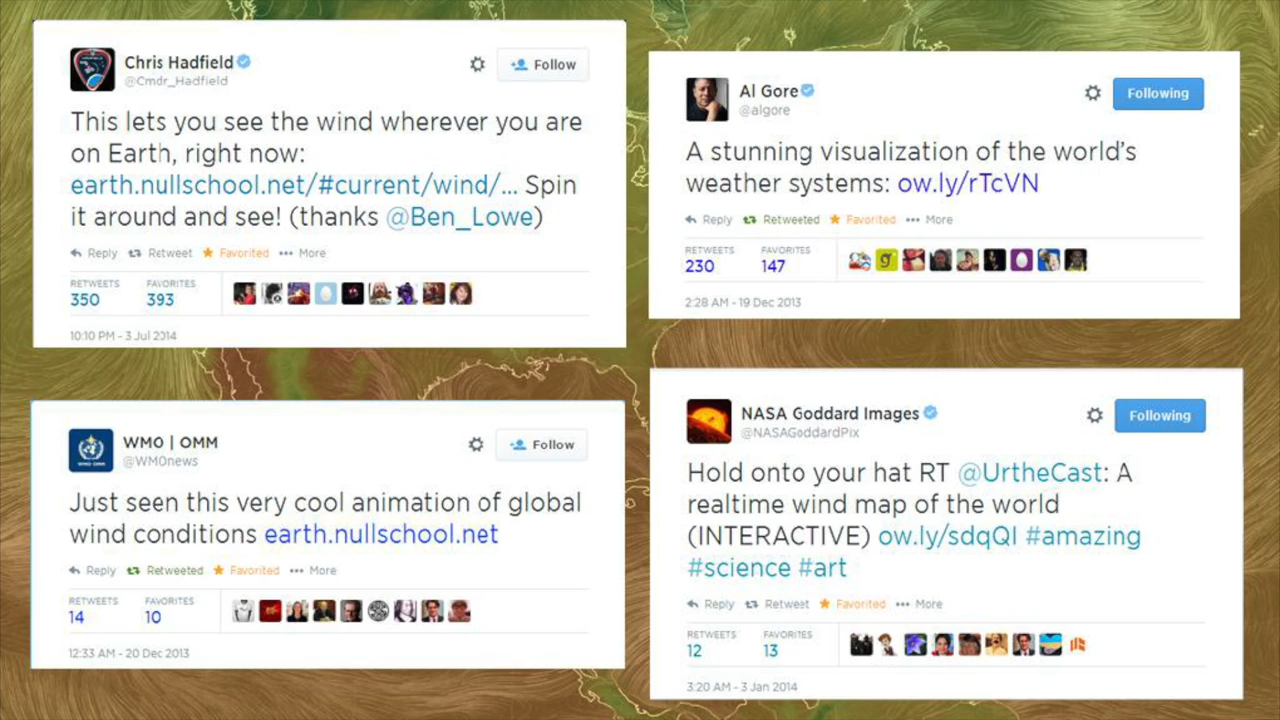 Chris Hadfield
@Cmdr_Hadfield
Follow
This lets you see the wind wherever you are
on Earth, right now:
earth.nullschool.net/#current/wind/... Spin
it around and see! (thanks @Ben_Lowe)
Reply Retweet Favorited More
RETWEETS FAVORITES
350 393
10:10 PM - 3 Jul 2014
Al Gore
@algore
Following
A stunning visualization of the world's
weather systems: ow.ly/rTcVN
Reply Retweeted Favorited More
RETWEETS FAVORITES
230 147
2:28 AM - 19 Dec 2013
WMO | OMM
@WMOnews
Follow
Just seen this very cool animation of global
wind conditions earth.nullschool.net
Reply Retweeted Favorited More
RETWEETS FAVORITES
14 10
12:33 AM - 20 Dec 2013
NASA Goddard Images
@NASAGoddardPix
Following
Hold onto your hat RT @UrtheCast: A
realtime wind map of the world
(INTERACTIVE) ow.ly/sdqQI #amazing
#science #art
Reply Retweet Favorited More
RETWEETS FAVORITES
12 13
3:20 AM - 3 Jan 2014